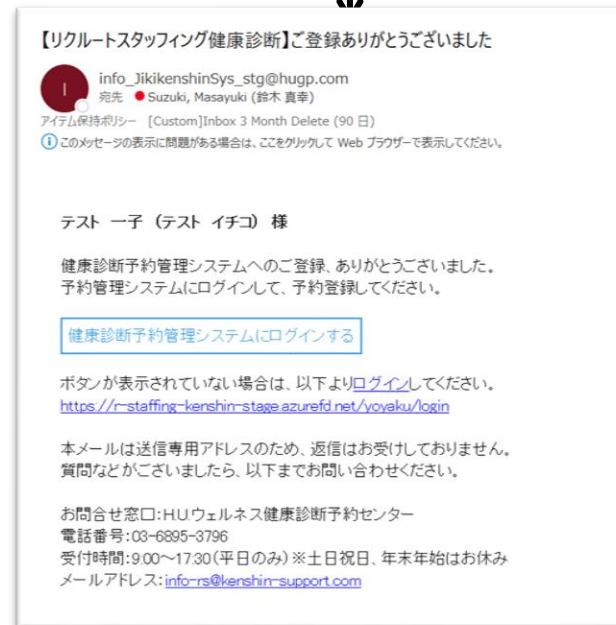 【リクルートスタッフィング健康診断】ご登録ありがとうございました
I
info_JikikenshinSys_stg@hugp.com
宛先 ●Suzuki, Masayuki (鈴木 真幸)
アイテム保持ポリシー [Custom]Inbox 3 Month Delete (90 日)
このメッセージの表示に問題がある場合は、ここをクリックして Web ブラウザーで表示してください。
テスト 一子 (テスト イチコ) 様
健康診断予約管理システムへのご登録、ありがとうございました。
予約管理システムにログインして、予約登録してください。
健康診断予約管理システムにログインする
ボタンが表示されていない場合は、以下よりログインしてください。
https://r-staffing-kenshin-stage.azurefd.net/yoyaku/login
本メールは送信専用アドレスのため、返信はお受けしておりません。
質問などがございましたら、以下までお問い合わせください。
お問合せ窓口:H.U.ウェルネス健康診断予約センター
電話番号:03-6895-3796
受付時間:9:00～17:30(平日のみ)※土日祝日、年末年始はお休み
メールアドレス:info-rs@kenshin-support.com